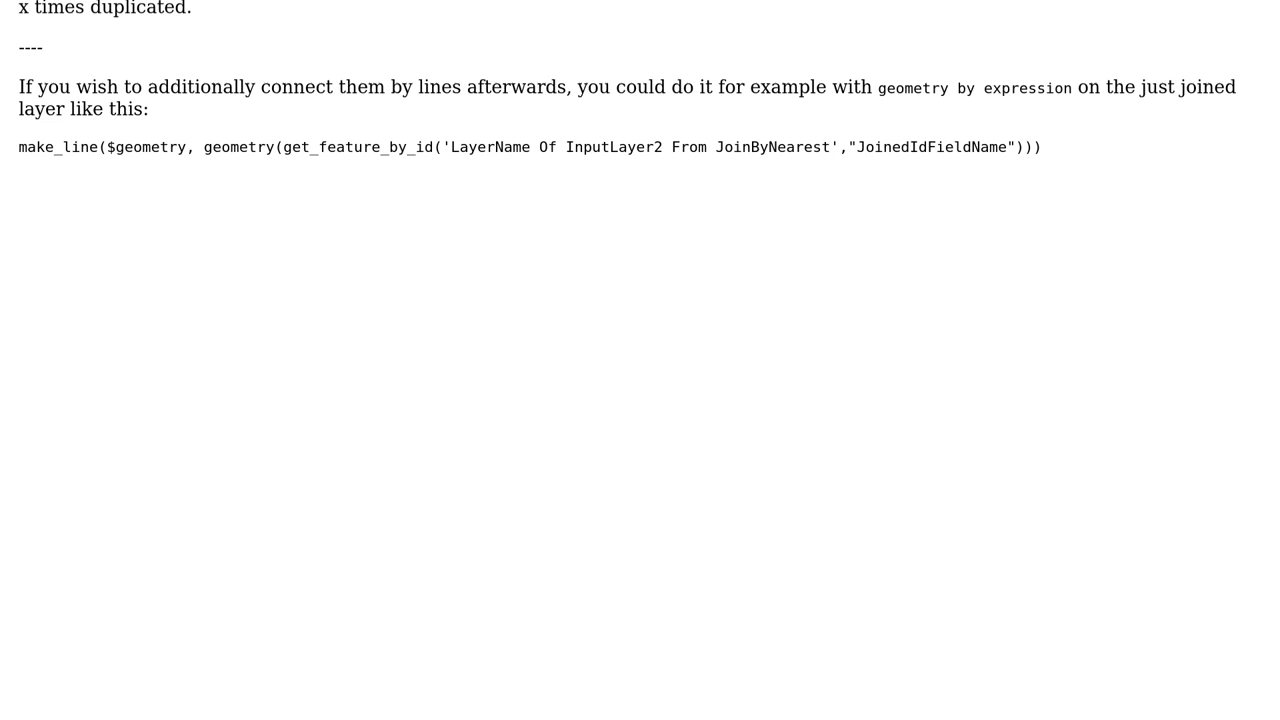 x times duplicated.
----
If you wish to additionally connect them by lines afterwards, you could do it for example with geometry by expression on the just joined
layer like this:
make_line($geometry, geometry(get_feature_by_id('LayerName Of InputLayer2 From JoinByNearest',"JoinedIdFieldName")))